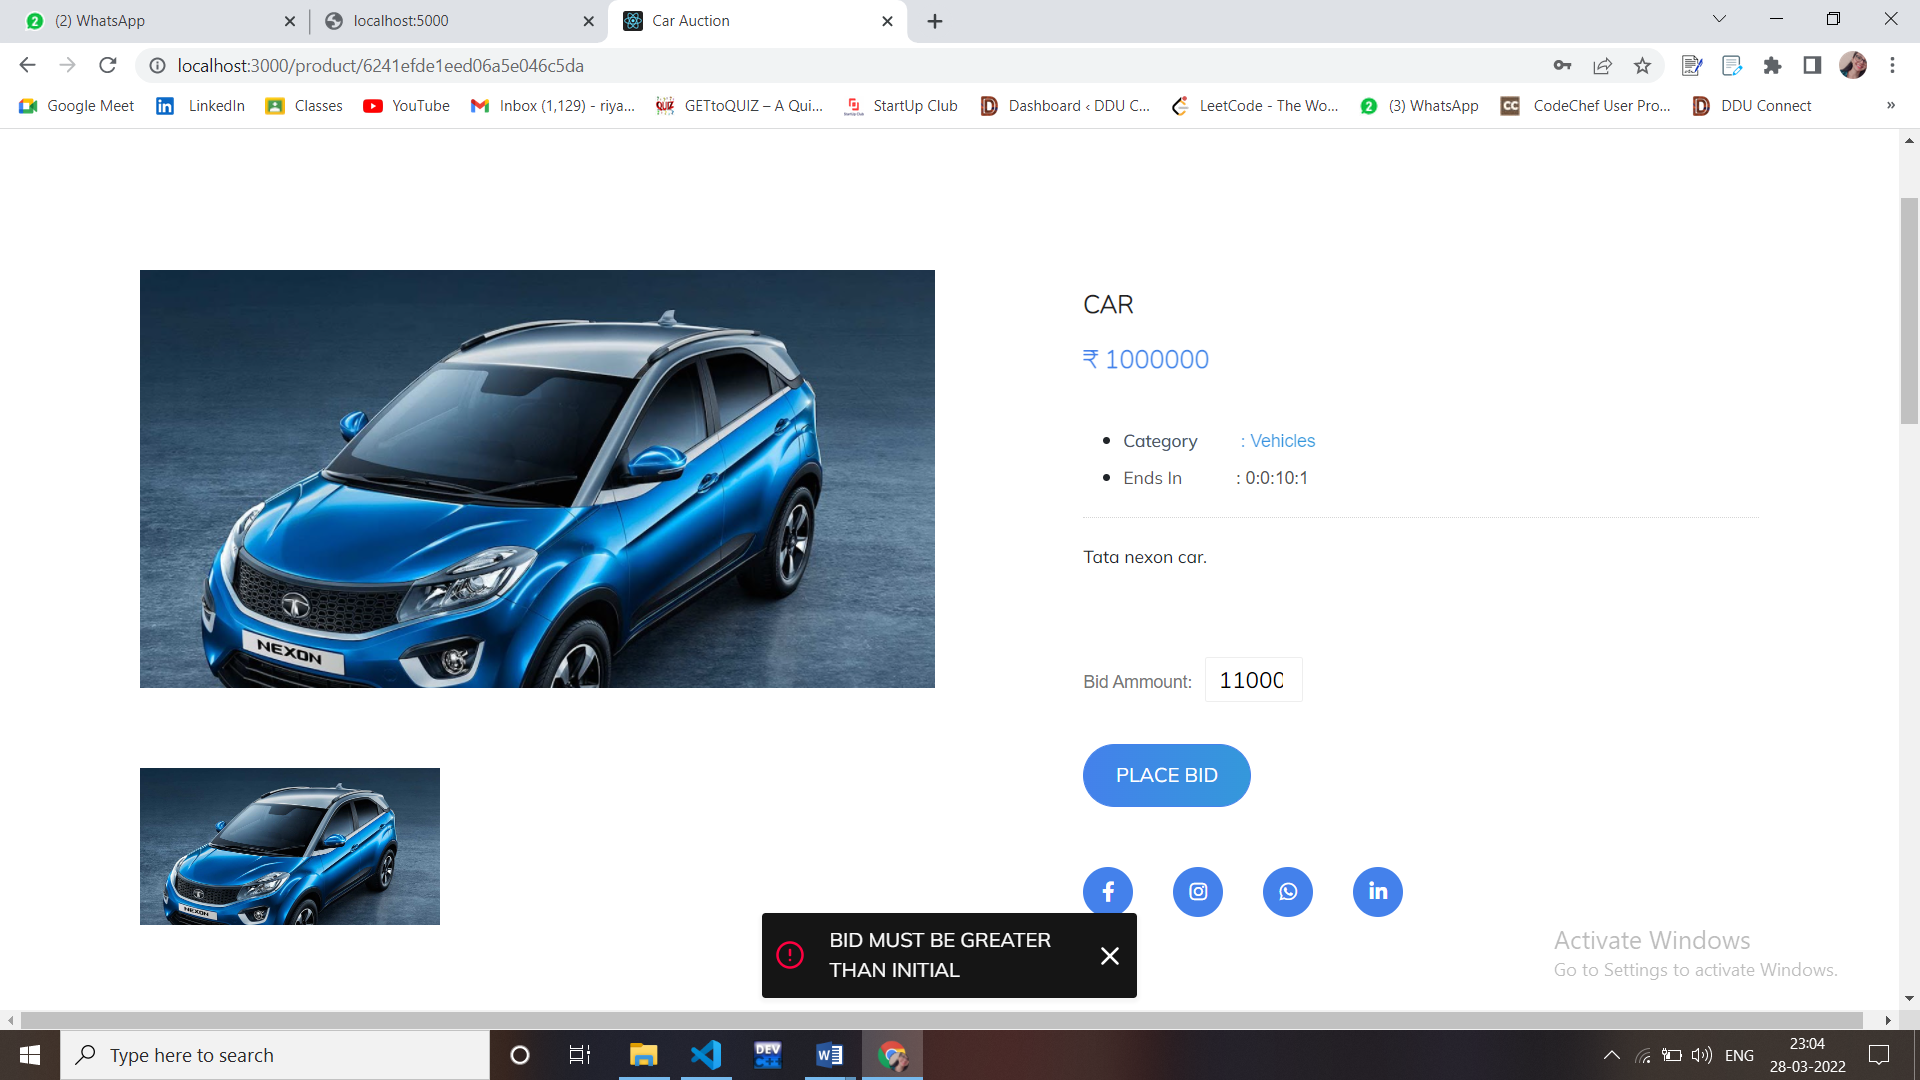 (2) WhatsApp
localhost:5000
Car Auction
localhost:3000/product/6241efde1eed06a5e046c5da
Google Meet
LinkedIn
Classes
YouTube
Inbox (1,129) - riya...
GETtoQUIZ – A Qui...
StartUp Club
Dashboard ‹ DDU C...
LeetCode - The Wo...
(3) WhatsApp
CodeChef User Pro...
DDU Connect
»
CAR
₹ 1000000
Category : Vehicles
Ends In : 0:0:10:1
Tata nexon car.
NEXON
Bid Ammount: 11000
PLACE BID
NEXON
BID MUST BE GREATER
THAN INITIAL
Activate Windows
Go to Settings to activate Windows.
Type here to search
DEV
C++
ENG
23:04
28-03-2022